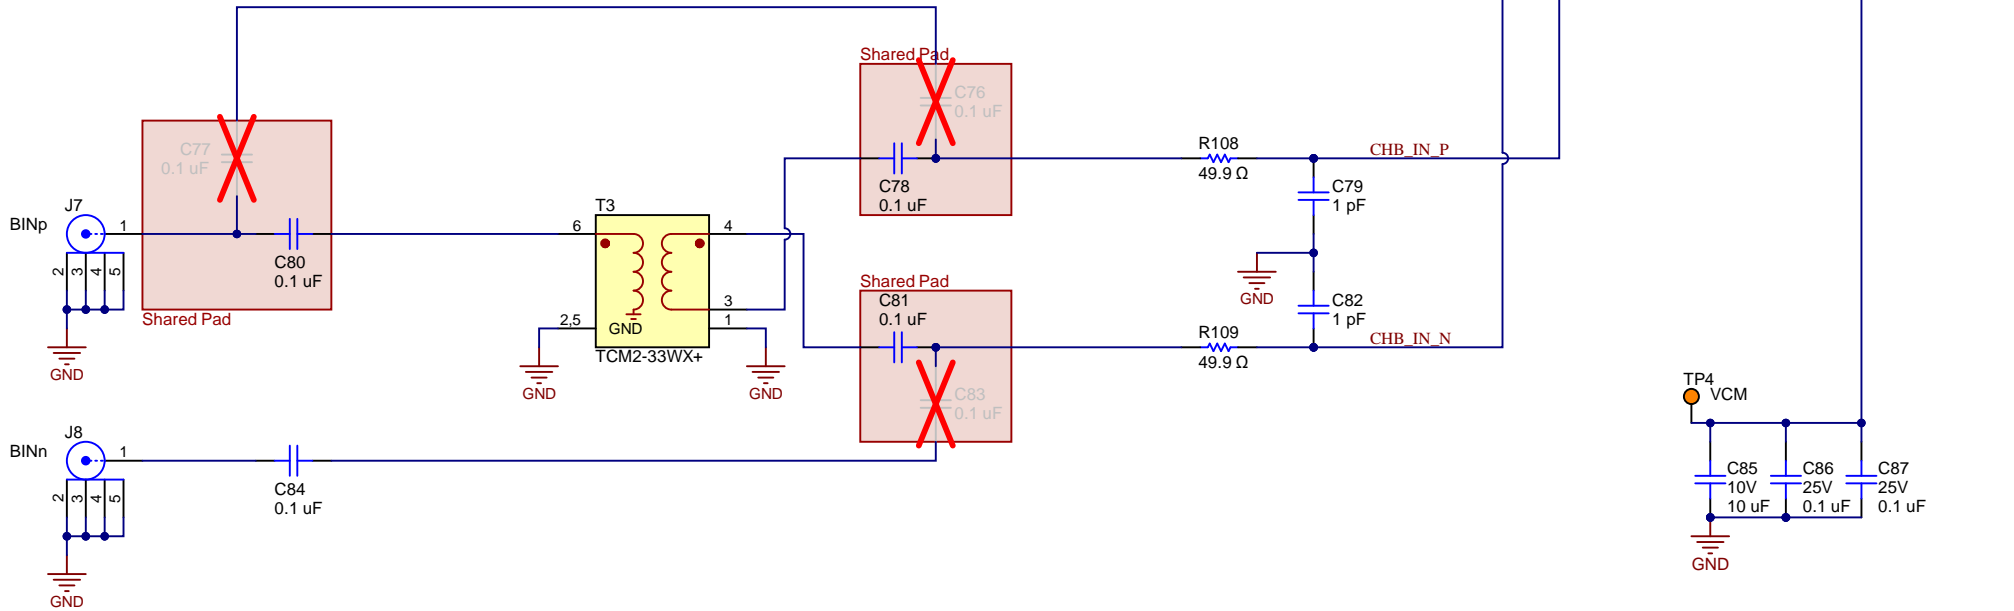 Shared Pad
C76
0.1 uF
C78
0.1 uF
C77
0.1 uF
C80
0.1 uF
Shared Pad
J7
BINp
1
2
3
4
5
GND
T3
6
4
3
2,5
1
GND
TCM2-33WX+
GND
GND
R108
49.9 Ω
CHB_IN_P
C79
1 pF
GND
C82
1 pF
R109
49.9 Ω
CHB_IN_N
Shared Pad
C81
0.1 uF
C83
0.1 uF
J8
BINn
1
2
3
4
5
GND
C84
0.1 uF
TP4
VCM
C85
10V
10 uF
C86
25V
0.1 uF
C87
25V
0.1 uF
GND